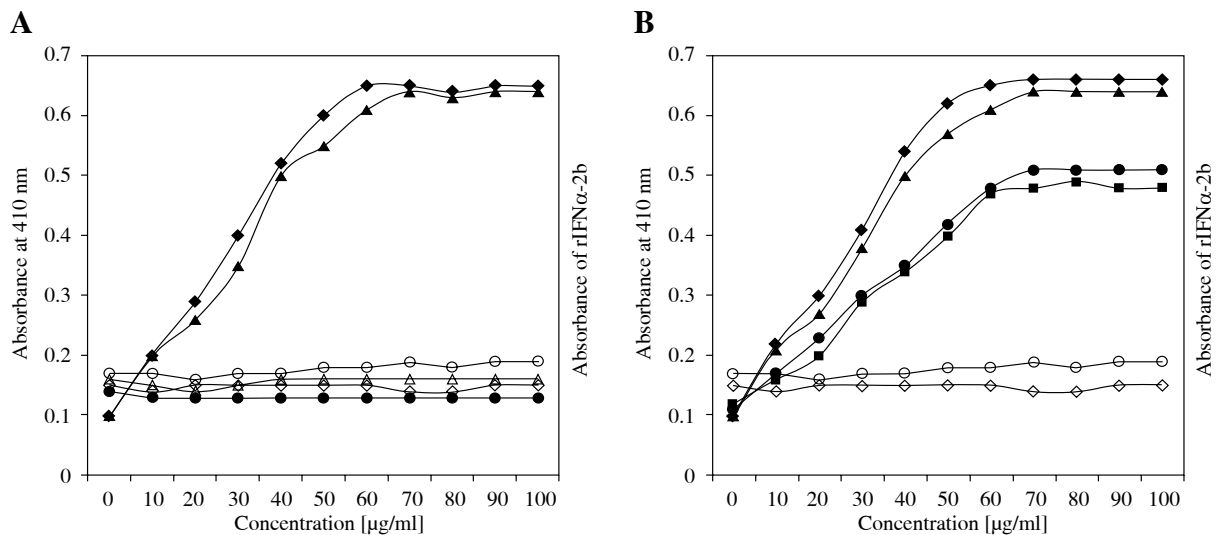 A
B
0.7
0.6
0.5
0.4
0.3
0.2
0.1
0
Absorbance at 410 nm
0 10 20 30 40 50 60 70 80 90 100
Concentration [µg/ml]
Absorbance of rIFNα-2b
0.7
0.6
0.5
0.4
0.3
0.2
0.1
0
Absorbance at 410 nm
0 10 20 30 40 50 60 70 80 90 100
Concentration [µg/ml]
Absorbance of rIFNα-2b